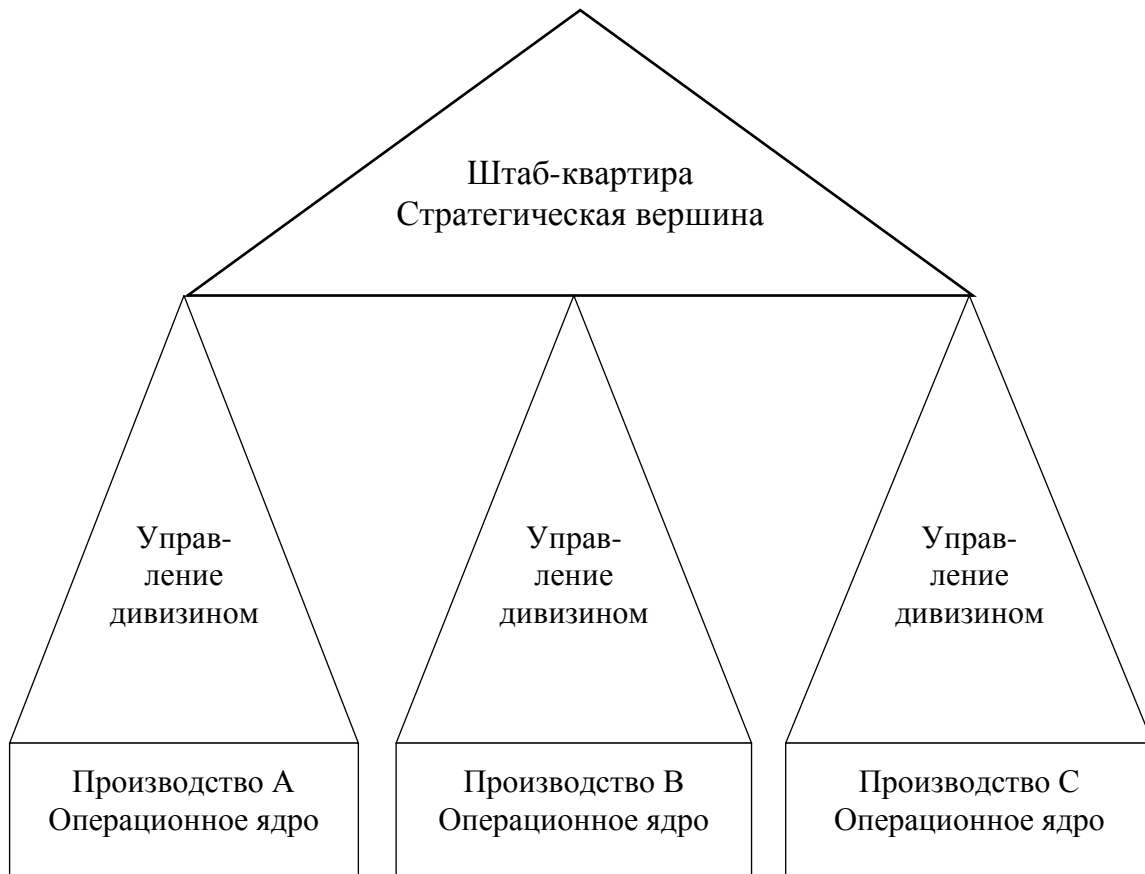 Штаб-квартира
Стратегическая вершина
Управ-
ление
дивизином
Управ-
ление
дивизином
Управ-
ление
дивизином
Производство А
Операционное ядро
Производство В
Операционное ядро
Производство С
Операционное ядро